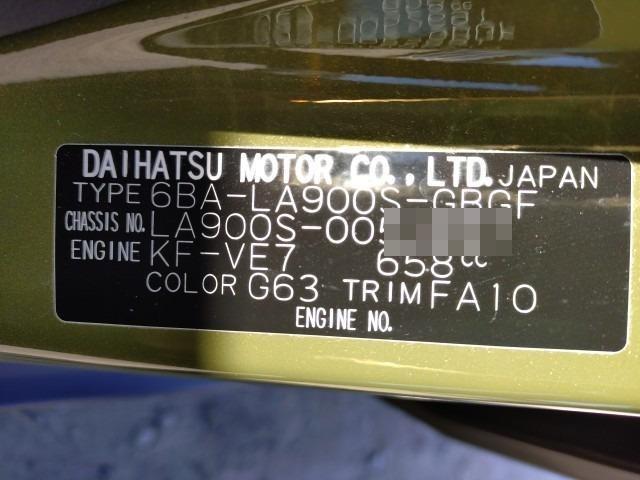 DAIHATSU MOTOR CO., LTD. JAPAN
TYPE 6BA-LA900S-GBGF
CHASSIS NO. LA900S-005
ENGINE KF-VE7 658cc
COLOR G63 TRIM FA10
ENGINE NO.